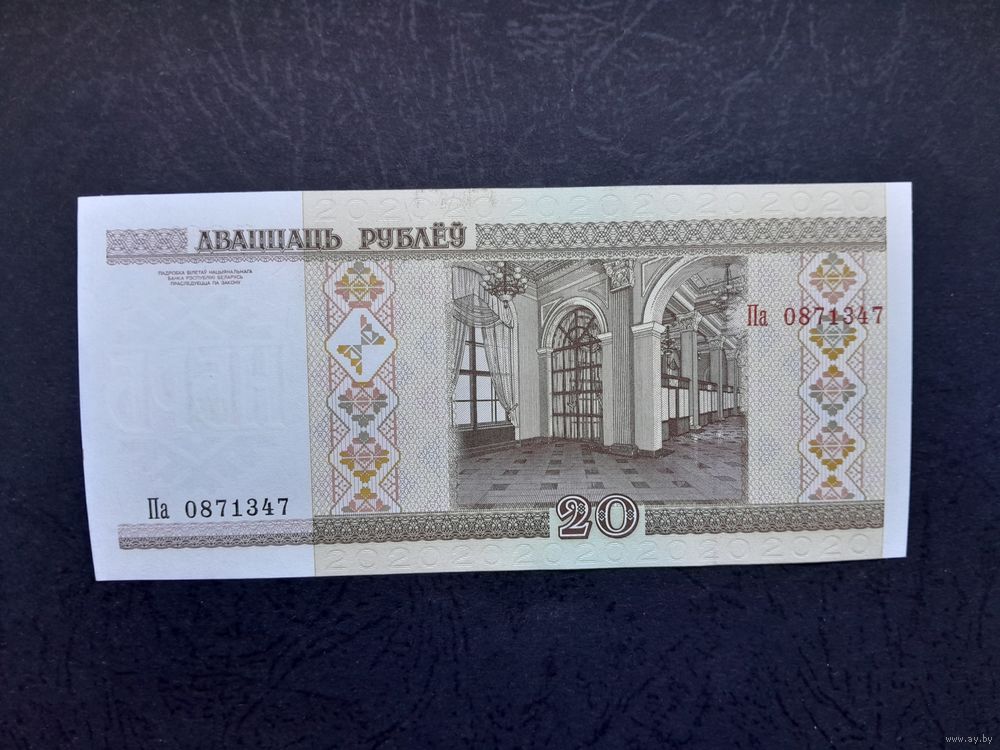 ДВАЦЦАЦЬ РУБЛЁЎ
ПАДРОБКА БІЛЕТАЎ НАЦЫЯНАЛЬНАГА
БАНКА РЭСПУБЛІКІ БЕЛАРУСЬ
ПРАСЛЕДУЕЦЦА ПА ЗАКОНУ
Па 0871347
Па 0871347
20
www.ay.by